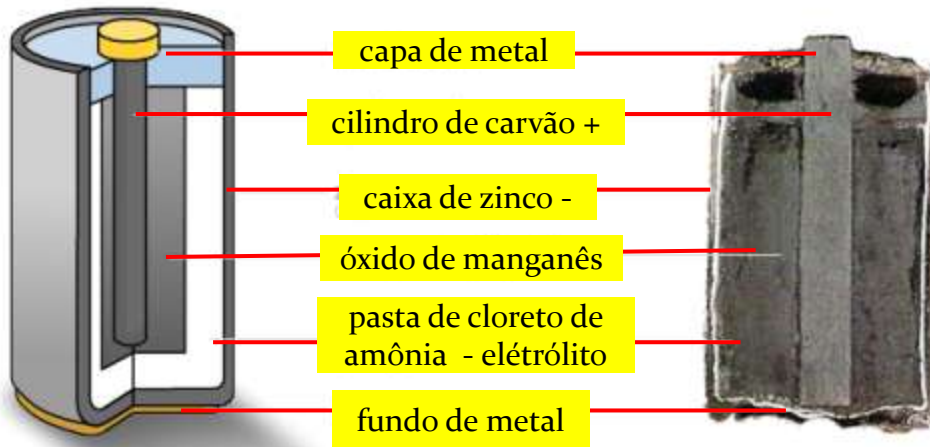 capa de metal
cilindro de carvão +
caixa de zinco -
óxido de manganês
pasta de cloreto de
amônia - elétrólito
fundo de metal